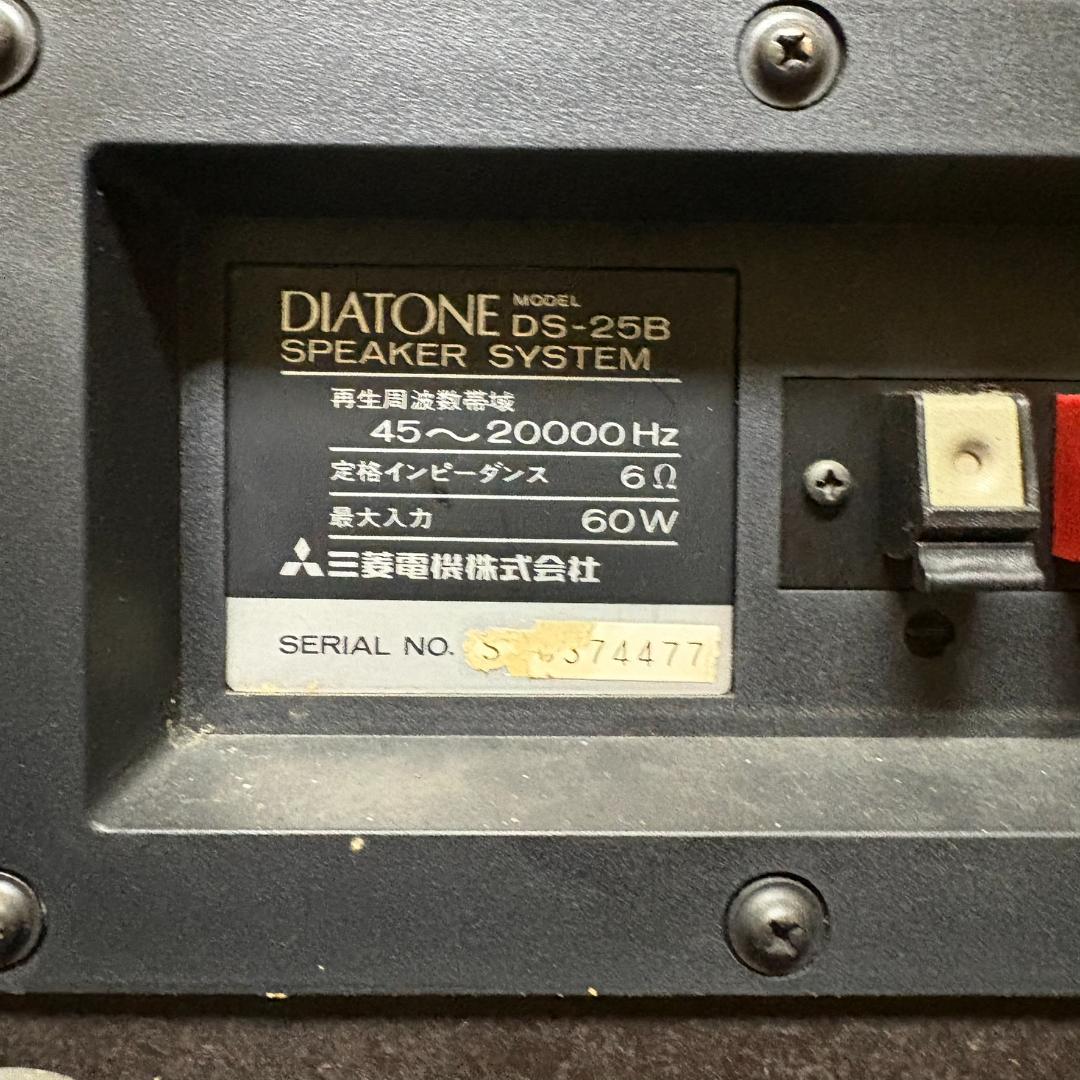 DIATONE MODEL DS-25B
SPEAKER SYSTEM
再生周波数帯域
45〜20000Hz
定格インピーダンス 6Ω
最大入力 60W
三菱電機株式会社
SERIAL NO.